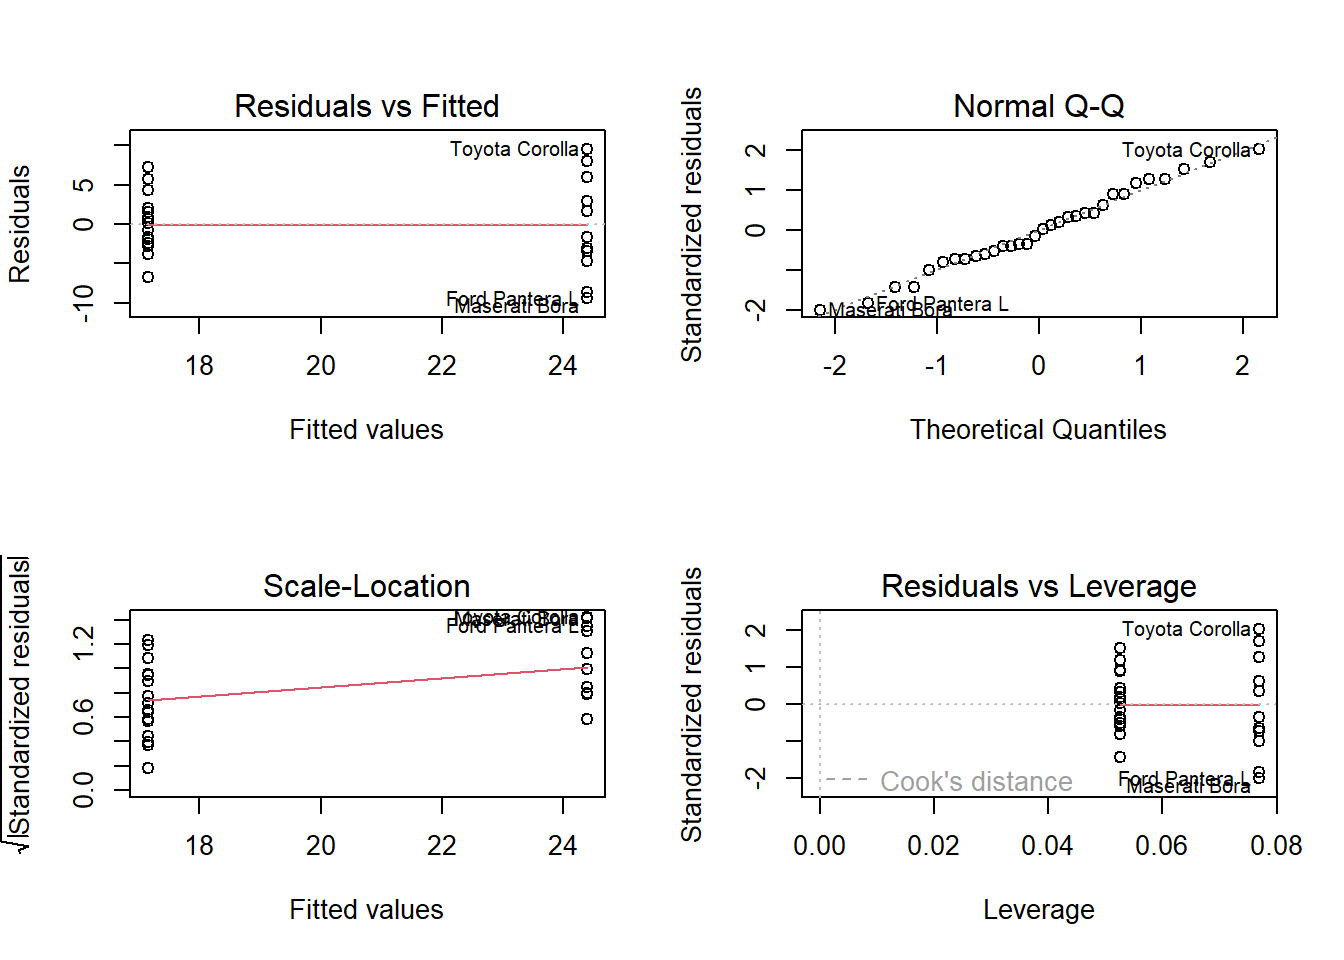 Residuals vs Fitted
Residuals
5
0
-10
Toyota Corolla
Ford Pantera L
Maserati Bora
18 20 22 24
Fitted values
Normal Q-Q
Standardized residuals
2
1
0
-2
Toyota Corolla
Ford Pantera L
Maserati Bora
-2 -1 0 1 2
Theoretical Quantiles
Scale-Location
√|Standardized residuals|
1.2
0.6
0.0
Toyota Corolla
Maserati Bora
Ford Pantera L
18 20 22 24
Fitted values
Residuals vs Leverage
Standardized residuals
2
1
0
-2
Toyota Corolla
Ford Pantera L
Maserati Bora
Cook's distance
0.00 0.02 0.04 0.06 0.08
Leverage